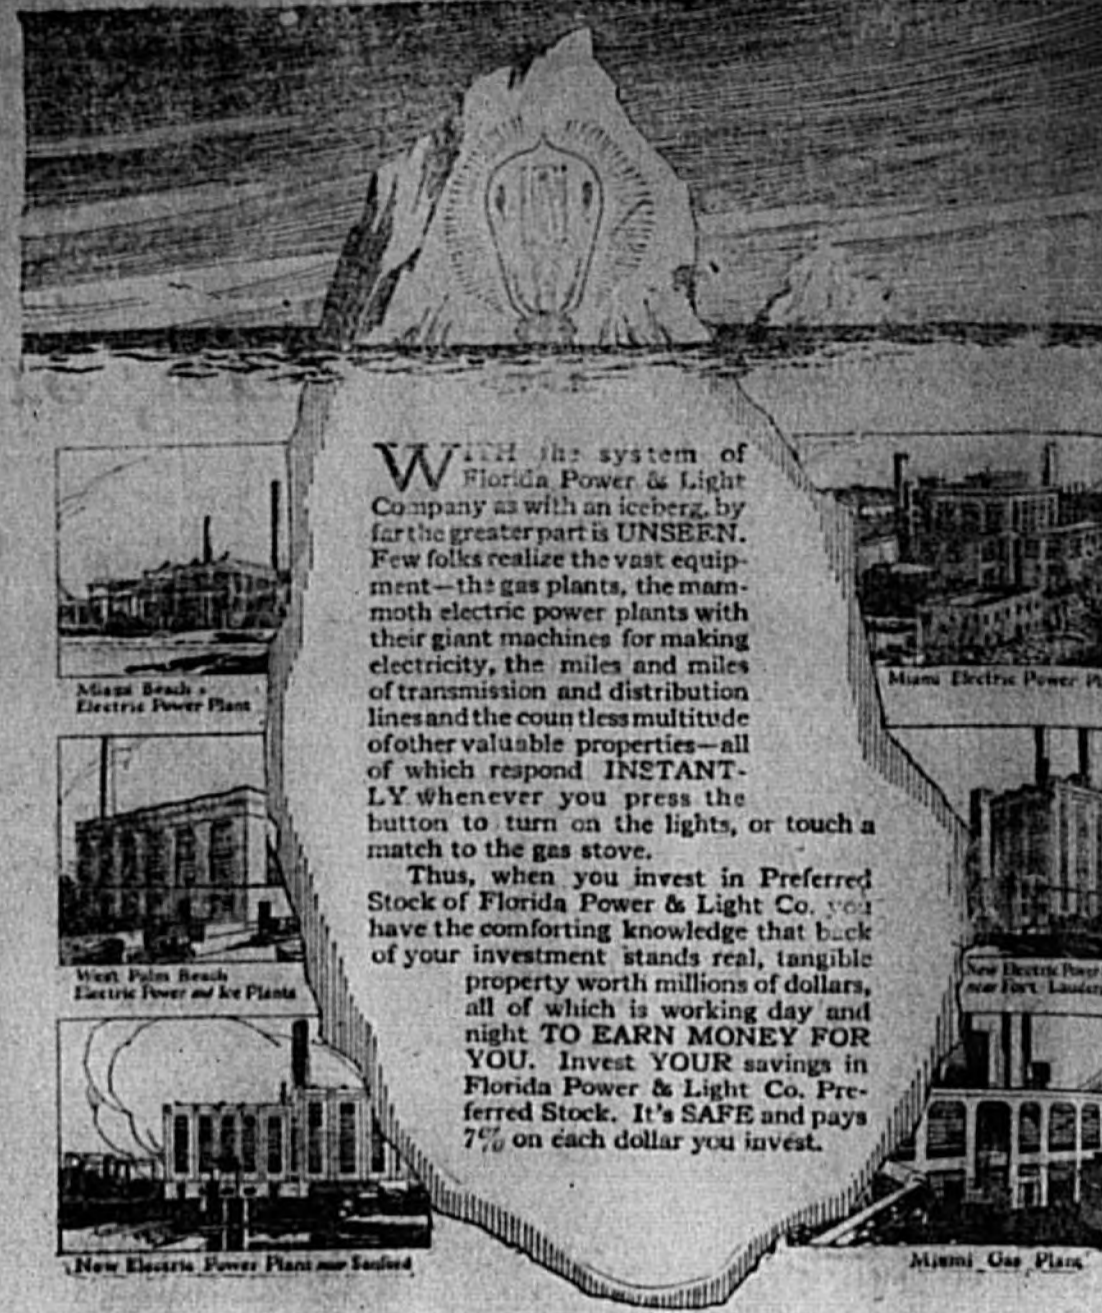 WITH the system of
Florida Power & Light
Company as with an iceberg, by
far the greater part is UNSEEN.
Few folks realize the vast equip-
ment—the gas plants, the mam-
moth electric power plants with
their giant machines for making
electricity, the miles and miles
of transmission and distribution
lines and the countless multitude
of other valuable properties—all
of which respond INSTANT-
LY whenever you press the
button to turn on the lights, or touch a
match to the gas stove.
Thus, when you invest in Preferred
Stock of Florida Power & Light Co. you
have the comforting knowledge that back
of your investment stands real, tangible
property worth millions of dollars,
all of which is working day and
night TO EARN MONEY FOR
YOU. Invest YOUR savings in
Florida Power & Light Co. Pre-
ferred Stock. It's SAFE and pays
7% on each dollar you invest.
Miami Beach
Electric Power Plant
West Palm Beach
Electric Power and Ice Plants
New Electric Power Plant near Sanford
Miami Electric Power Pl
New Electric Power
near Fort Lauder
Miami Gas Plant